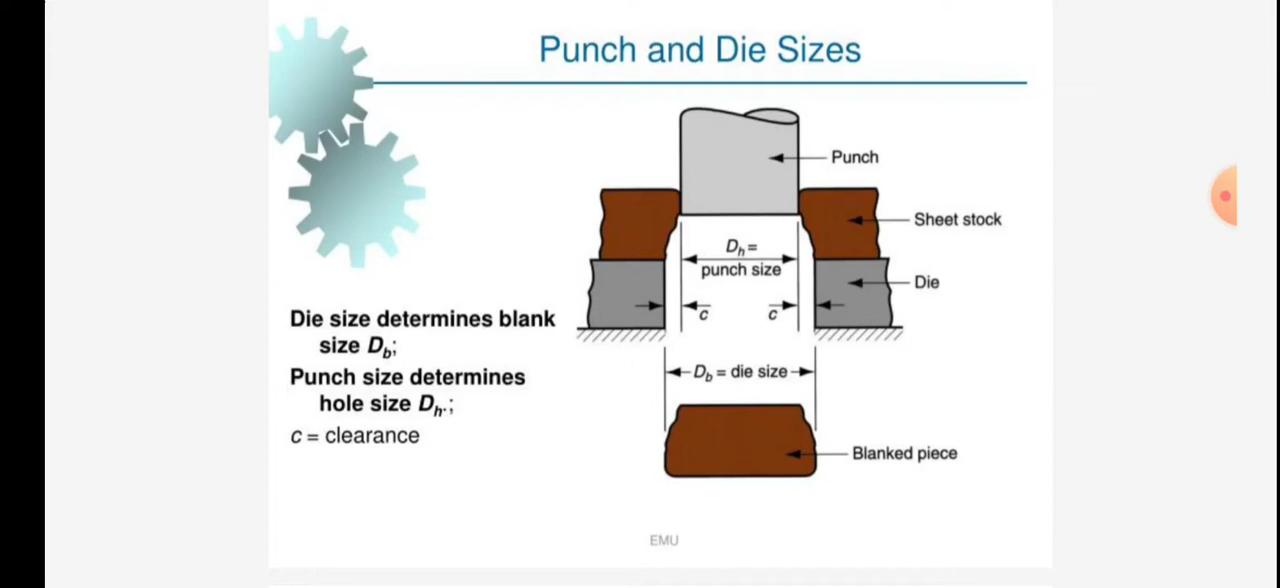 Punch and Die Sizes
Punch
Sheet stock
Dh =
punch size
Die
c
c
Die size determines blank
size Db;
Punch size determines
hole size Dh.;
c = clearance
Db = die size
Blanked piece
EMU